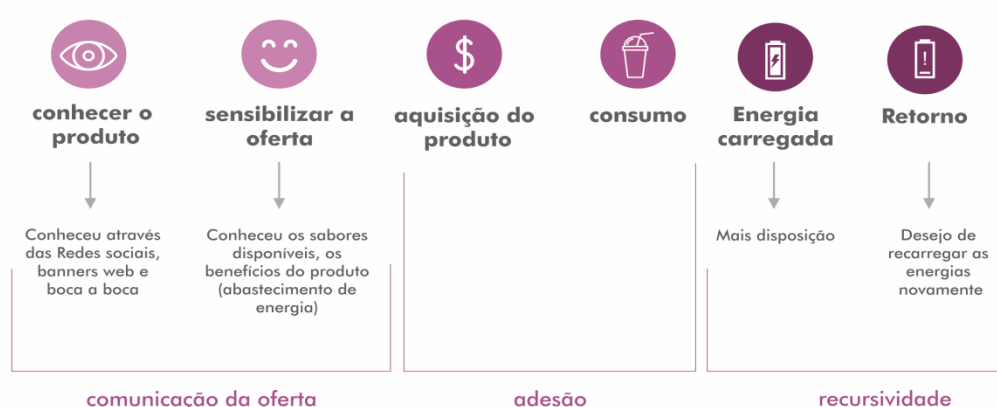 conhecer o
produto
sensibilizar a
oferta
aquisição do
produto
consumo
Energia
carregada
Retorno
Conheceu através
das Redes sociais,
banners web e
boca a boca
Conheceu os sabores
disponíveis, os
benefícios do produto
(abastecimento de
energia)
Mais disposição
Desejo de
recarregar as
energias
novamente
comunicação da oferta
adesão
recursividade